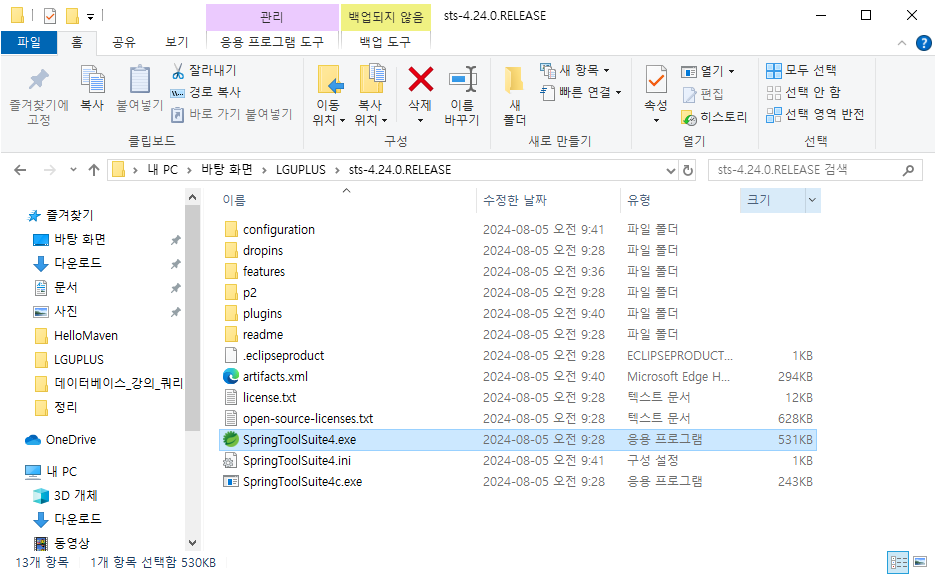 관리 백업되지 않음 sts-4.24.0.RELEASE
파일 홈 공유 보기 응용 프로그램 도구 백업 도구
즐겨찾기에 고정
복사
붙여넣기
잘라내기
경로 복사
바로 가기 붙여넣기
클립보드
이동 위치
복사 위치
삭제
이름 바꾸기
구성
새 폴더
새 항목
빠른 연결
새로 만들기
속성
열기
편집
히스토리
열기
모두 선택
선택 안 함
선택 영역 반전
선택
내 PC > 바탕 화면 > LGUPLUS > sts-4.24.0.RELEASE
sts-4.24.0.RELEASE 검색
즐겨찾기
바탕 화면
다운로드
문서
사진
HelloMaven
LGUPLUS
데이터베이스_강의_쿼리
정리
OneDrive
내 PC
3D 개체
다운로드
동영상
이름 수정한 날짜 유형 크기
configuration 2024-08-05 오전 9:41 파일 폴더
dropins 2024-08-05 오전 9:28 파일 폴더
features 2024-08-05 오전 9:36 파일 폴더
p2 2024-08-05 오전 9:28 파일 폴더
plugins 2024-08-05 오전 9:40 파일 폴더
readme 2024-08-05 오전 9:28 파일 폴더
.eclipseproduct 2024-08-05 오전 9:28 ECLIPSEPRODUCT... 1KB
artifacts.xml 2024-08-05 오전 9:40 Microsoft Edge H... 294KB
license.txt 2024-08-05 오전 9:28 텍스트 문서 12KB
open-source-licenses.txt 2024-08-05 오전 9:28 텍스트 문서 628KB
SpringToolSuite4.exe 2024-08-05 오전 9:28 응용 프로그램 531KB
SpringToolSuite4.ini 2024-08-05 오전 9:41 구성 설정 1KB
SpringToolSuite4c.exe 2024-08-05 오전 9:28 응용 프로그램 243KB
13개 항목 1개 항목 선택함 530KB